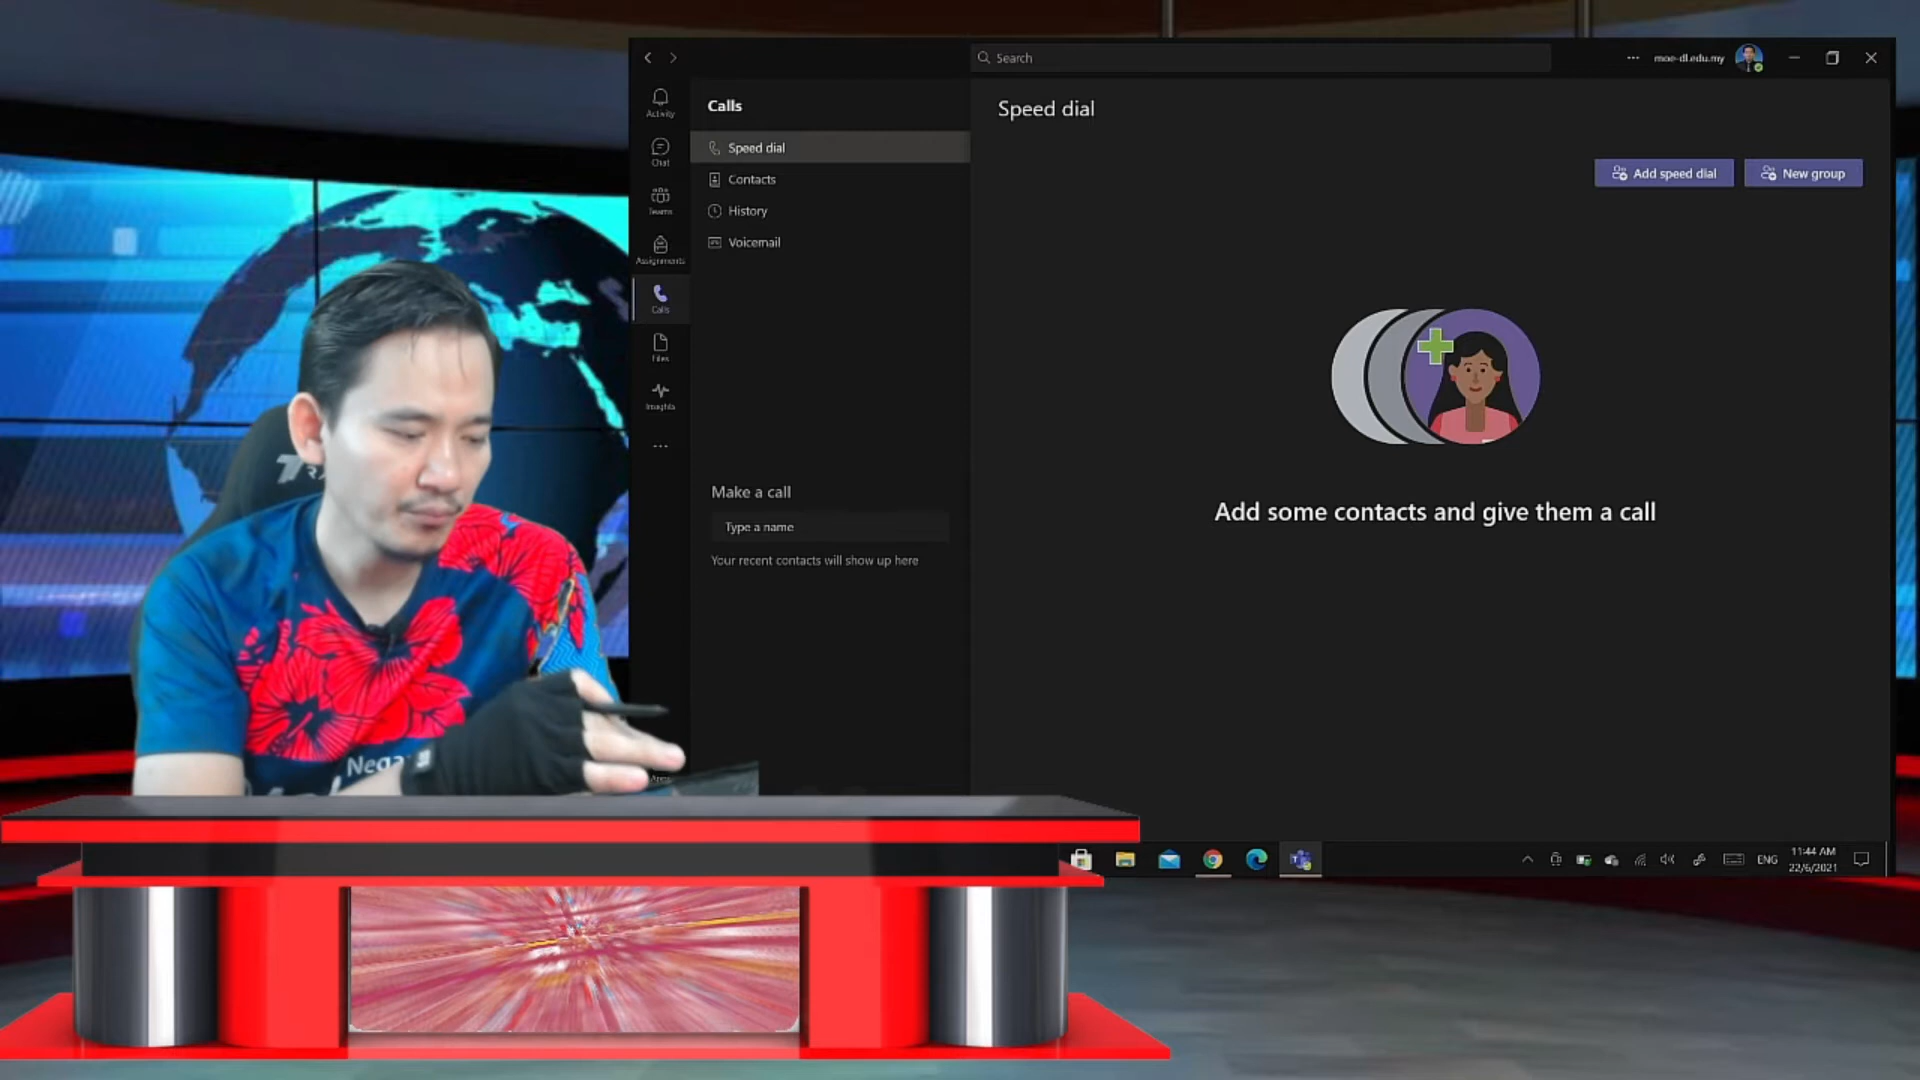 Search
moe-dl.edu.my
Activity
Chat
Teams
Assignments
Calls
Files
Insights
Calls
Speed dial
Contacts
History
Voicemail
Make a call
Type a name
Your recent contacts will show up here
Speed dial
Add speed dial
New group
Add some contacts and give them a call
ENG
11:44 AM
22/6/2021